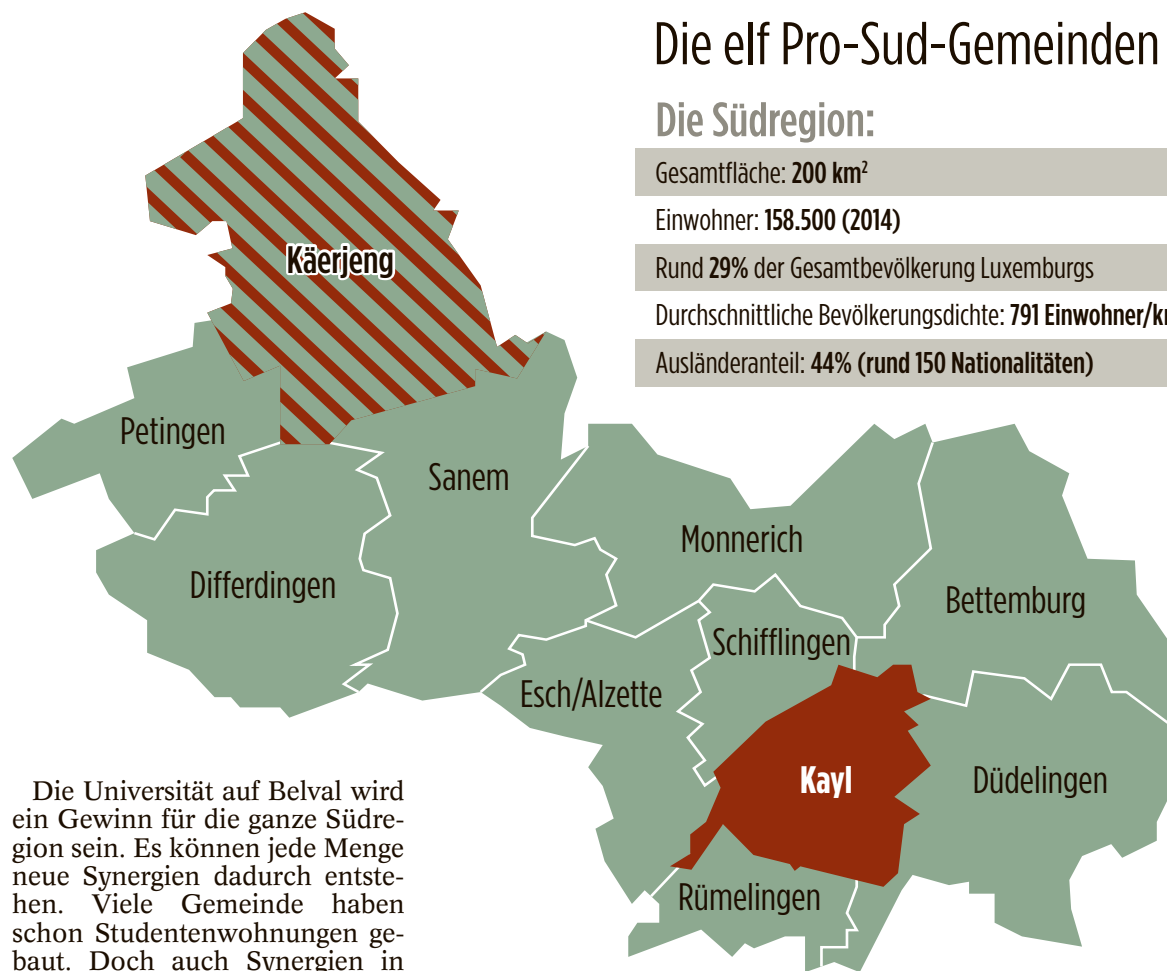 Die elf Pro-Sud-Gemeinden
Die Südregion:
Gesamtfläche: 200 km²
Einwohner: 158.500 (2014)
Rund 29% der Gesamtbevölkerung Luxemburgs
Durchschnittliche Bevölkerungsdichte: 791 Einwohner/k
Ausländeranteil: 44% (rund 150 Nationalitäten)
Käerjeng
Petingen
Sanem
Differdingen
Monnerich
Bettemburg
Schifflingen
Esch/Alzette
Kayl
Düdelingen
Rümelingen
Die Universität auf Belval wird
ein Gewinn für die ganze Südre-
gion sein. Es können jede Menge
neue Synergien dadurch entste-
hen. Viele Gemeinde haben
schon Studentenwohnungen ge-
baut. Doch auch Synergien in